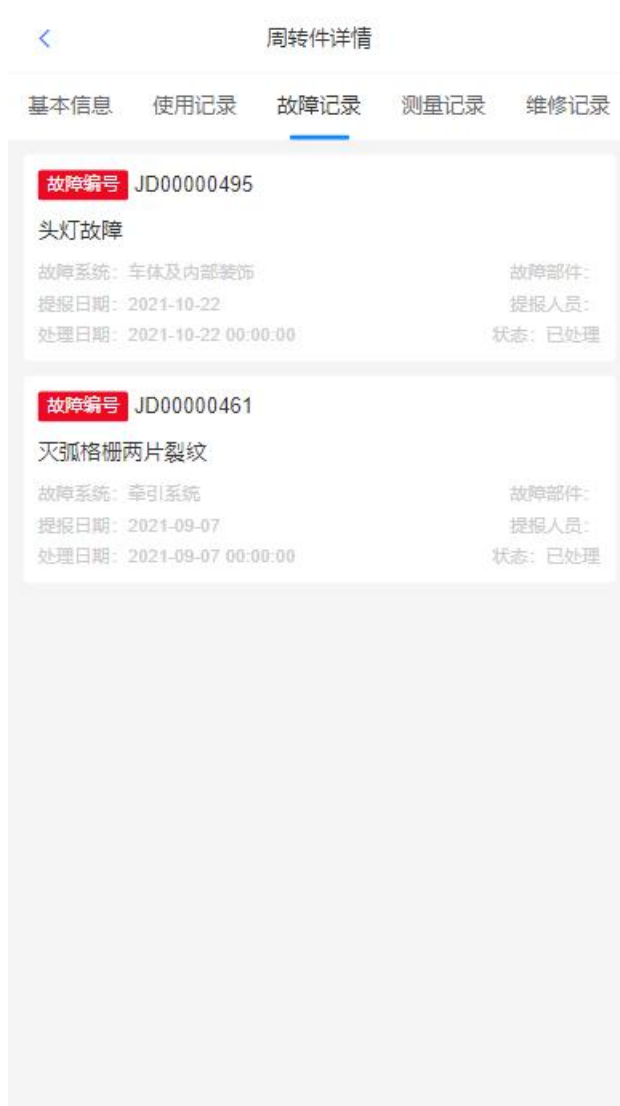 周转件详情
基本信息 使用记录 故障记录 测量记录 维修记录
故障编号 JD00000495
头灯故障
故障系统: 车体及内部装饰 故障部件:
提报日期: 2021-10-22 提报人员:
处理日期: 2021-10-22 00:00:00 状态: 已处理
故障编号 JD00000461
灭弧格栅两片裂纹
故障系统: 牵引系统 故障部件:
提报日期: 2021-09-07 提报人员:
处理日期: 2021-09-07 00:00:00 状态: 已处理